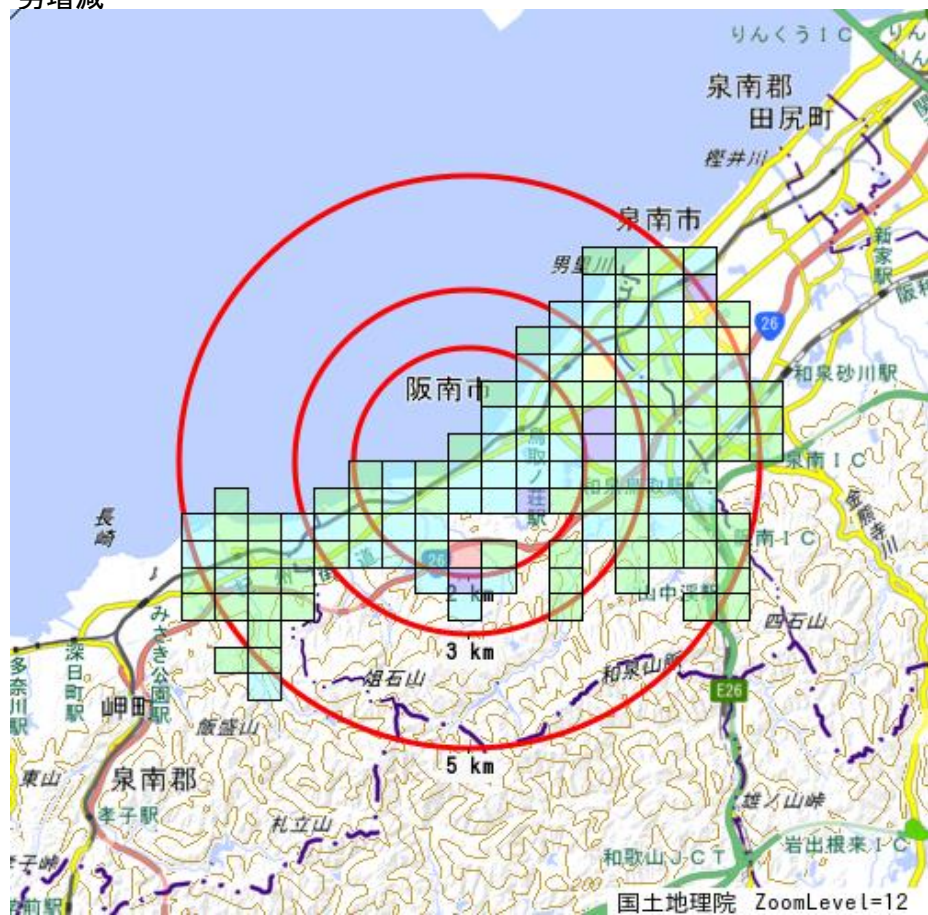 男増減
りんくうIC
りん
泉南郡
田尻町
樫井川
泉南市
男里川
新家駅
26
阪南市
和泉砂川駅
鳥取ノ荘駅
泉南IC
和泉鳥取駅
金熊寺川
長崎
阪南IC
26
街道
2 km
山中渓駅
四石山
みさき公園駅
3 km
深日町駅
多奈川駅
俎石山
和泉山脈
E26
岬町
飯盛山
5 km
東山
泉南郡
孝子駅
雄ノ山峠
札立山
岩出根来IC
和歌山JCT
孝子峠
国土地理院 ZoomLevel=12